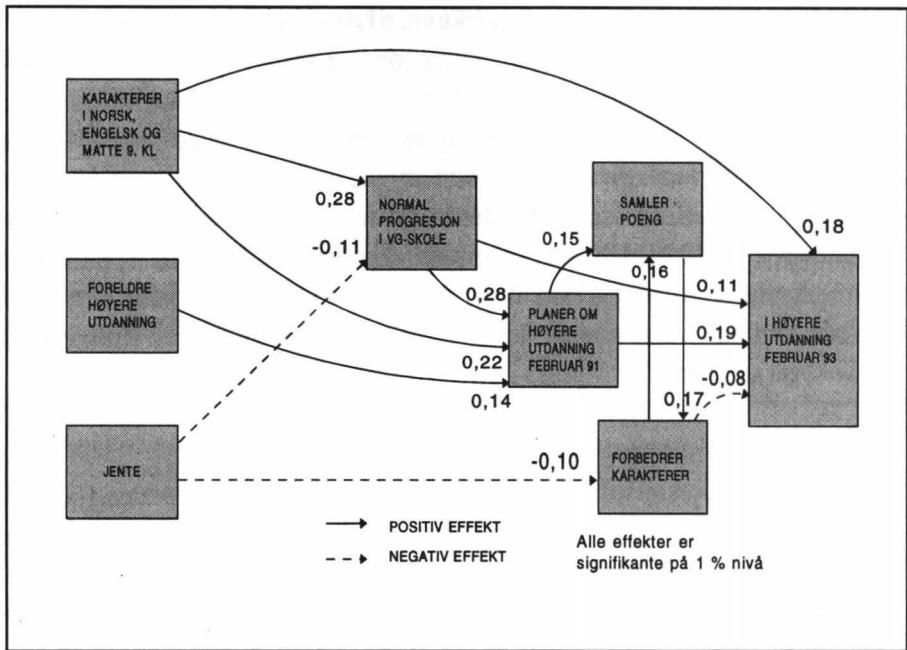 KARAKTERER
I NORSK,
ENGELSK OG
MATTE 9. KL
FORELDRE
HØYERE
UTDANNING
JENTE
0,28
-0,11
NORMAL
PROGRESJON
I VG-SKOLE
0,28
0,22
0,14
PLANER OM
HØYERE
UTDANNING
FEBRUAR 91
0,15
SAMLER
POENG
0,16
0,17
FORBEDRER
KARAKTERER
-0,10
0,18
0,11
0,19
-0,08
I HØYERE
UTDANNING
FEBRUAR 93
POSITIV EFFEKT
NEGATIV EFFEKT
Alle effekter er
signifikante på 1 % nivå